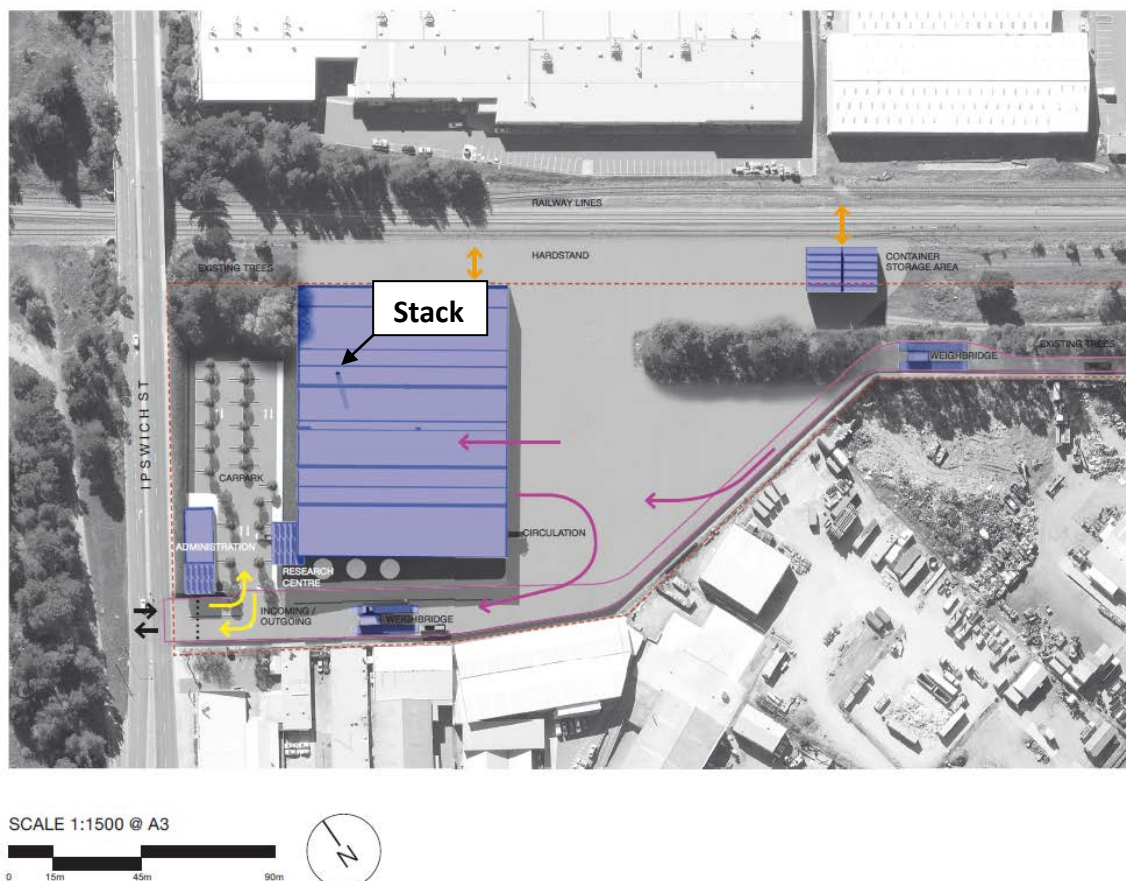 RAILWAY LINES
HARDSTAND
EXISTING TREES
CONTAINER
STORAGE AREA
Stack
EXISTING TREES
WEIGHBRIDGE
IPSWICH ST
CARPARK
CIRCULATION
ADMINISTRATION
RESEARCH
CENTRE
INCOMING /
OUTGOING
WEIGHBRIDGE
SCALE 1:1500 @ A3
0 15m 45m 90m
N